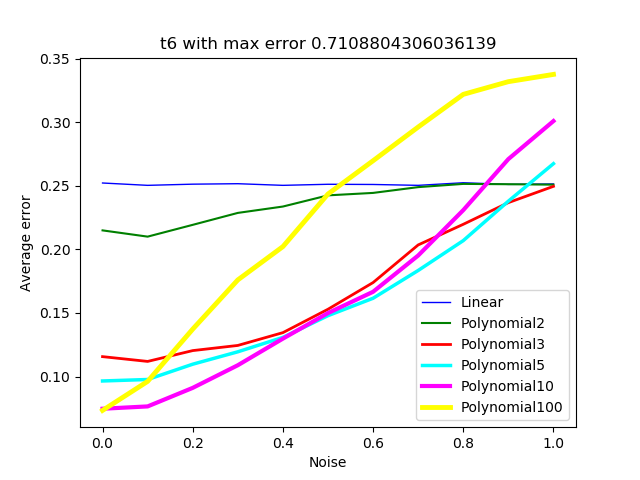 t6 with max error 0.7108804306036139
0.35
0.30
0.25
0.20
0.15
0.10
Average error
0.0
0.2
0.4
0.6
0.8
1.0
Noise
Linear
Polynomial2
Polynomial3
Polynomial5
Polynomial10
Polynomial100